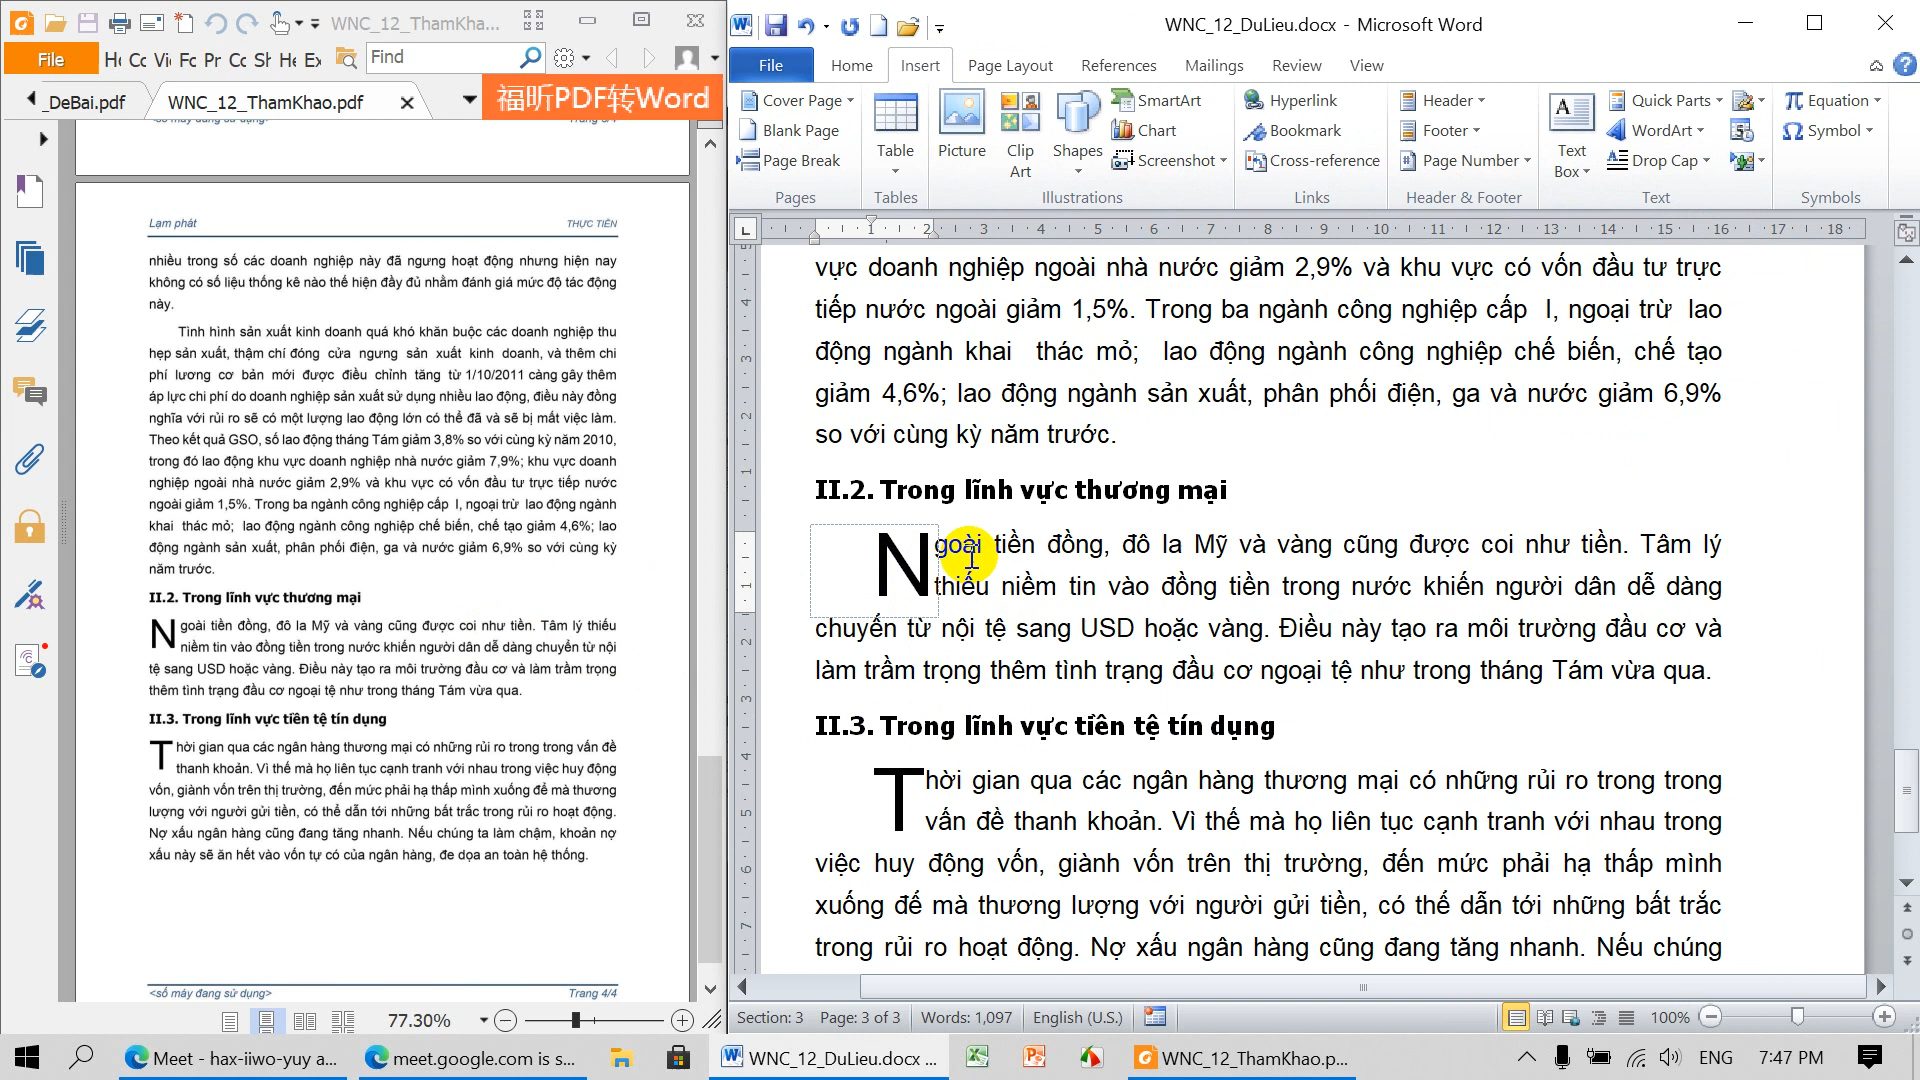 WNC_12_ThamKha...
File
Find
_DeBai.pdf
WNC_12_ThamKhao.pdf
福昕PDF转Word
Lạm phát
THỰC TIỄN
nhiều trong số các doanh nghiệp này đã ngưng hoạt động nhưng hiện nay
không có số liệu thống kê nào thể hiện đầy đủ nhằm đánh giá mức độ tác động
này.
Tình hình sản xuất kinh doanh quá khó khăn buộc các doanh nghiệp thu
hẹp sản xuất, thậm chí đóng cửa ngưng sản xuất kinh doanh, và thêm chi
phí lương cơ bản mới được điều chỉnh tăng từ 1/10/2011 càng gây thêm
áp lực chi phí do doanh nghiệp sản xuất sử dụng nhiều lao động, điều này đồng
nghĩa với rủi ro sẽ có một lượng lao động lớn có thể đã và sẽ bị mất việc làm.
Theo kết quả GSO, số lao động tháng Tám giảm 3,8% so với cùng kỳ năm 2010,
trong đó lao động khu vực doanh nghiệp nhà nước giảm 7,9%; khu vực doanh
nghiệp ngoài nhà nước giảm 2,9% và khu vực có vốn đầu tư trực tiếp nước
ngoài giảm 1,5%. Trong ba ngành công nghiệp cấp I, ngoại trừ lao động ngành
khai thác mỏ; lao động ngành công nghiệp chế biến, chế tạo giảm 4,6%; lao
động ngành sản xuất, phân phối điện, ga và nước giảm 6,9% so với cùng kỳ
năm trước.
II.2. Trong lĩnh vực thương mại
Ngoài tiền đồng, đô la Mỹ và vàng cũng được coi như tiền. Tâm lý thiếu
niềm tin vào đồng tiền trong nước khiến người dân dễ dàng chuyển từ nội
tệ sang USD hoặc vàng. Điều này tạo ra môi trường đầu cơ và làm trầm trọng
thêm tình trạng đầu cơ ngoại tệ như trong tháng Tám vừa qua.
II.3. Trong lĩnh vực tiền tệ tín dụng
Thời gian qua các ngân hàng thương mại có những rủi ro trong trong vấn đề
thanh khoản. Vì thế mà họ liên tục cạnh tranh với nhau trong việc huy động
vốn, giành vốn trên thị trường, đến mức phải hạ thấp mình xuống để mà thương
lượng với người gửi tiền, có thể dẫn tới những bất trắc trong rủi ro hoạt động.
Nợ xấu ngân hàng cũng đang tăng nhanh. Nếu chúng ta làm chậm, khoản nợ
xấu này sẽ ăn hết vào vốn tự có của ngân hàng, đe dọa an toàn hệ thống.
<số máy đang sử dụng>
Trang 4/4
77.30%
WNC_12_DuLieu.docx - Microsoft Word
File Home Insert Page Layout References Mailings Review View
Cover Page
Blank Page
Page Break
Pages
Table
Tables
Picture
Clip Art
Shapes
SmartArt
Chart
Screenshot
Illustrations
Hyperlink
Bookmark
Cross-reference
Links
Header
Footer
Page Number
Header & Footer
Text Box
Quick Parts
WordArt
Drop Cap
Text
Equation
Symbol
Symbols
1 2 3 4 5 6 7 8 9 10 11 12 13 14 15 16 17 18
vực doanh nghiệp ngoài nhà nước giảm 2,9% và khu vực có vốn đầu tư trực
tiếp nước ngoài giảm 1,5%. Trong ba ngành công nghiệp cấp I, ngoại trừ lao
động ngành khai thác mỏ; lao động ngành công nghiệp chế biến, chế tạo
giảm 4,6%; lao động ngành sản xuất, phân phối điện, ga và nước giảm 6,9%
so với cùng kỳ năm trước.
II.2. Trong lĩnh vực thương mại
Ngoài tiền đồng, đô la Mỹ và vàng cũng được coi như tiền. Tâm lý
thiếu niềm tin vào đồng tiền trong nước khiến người dân dễ dàng
chuyển từ nội tệ sang USD hoặc vàng. Điều này tạo ra môi trường đầu cơ và
làm trầm trọng thêm tình trạng đầu cơ ngoại tệ như trong tháng Tám vừa qua.
II.3. Trong lĩnh vực tiền tệ tín dụng
Thời gian qua các ngân hàng thương mại có những rủi ro trong trong
vấn đề thanh khoản. Vì thế mà họ liên tục cạnh tranh với nhau trong
việc huy động vốn, giành vốn trên thị trường, đến mức phải hạ thấp mình
xuống để mà thương lượng với người gửi tiền, có thể dẫn tới những bất trắc
trong rủi ro hoạt động. Nợ xấu ngân hàng cũng đang tăng nhanh. Nếu chúng
Section: 3 Page: 3 of 3 Words: 1,097 English (U.S.)
100%
Meet - hax-iiwo-yuy a...
meet.google.com is s...
WNC_12_DuLieu.docx ...
WNC_12_ThamKhao.p...
ENG
7:47 PM